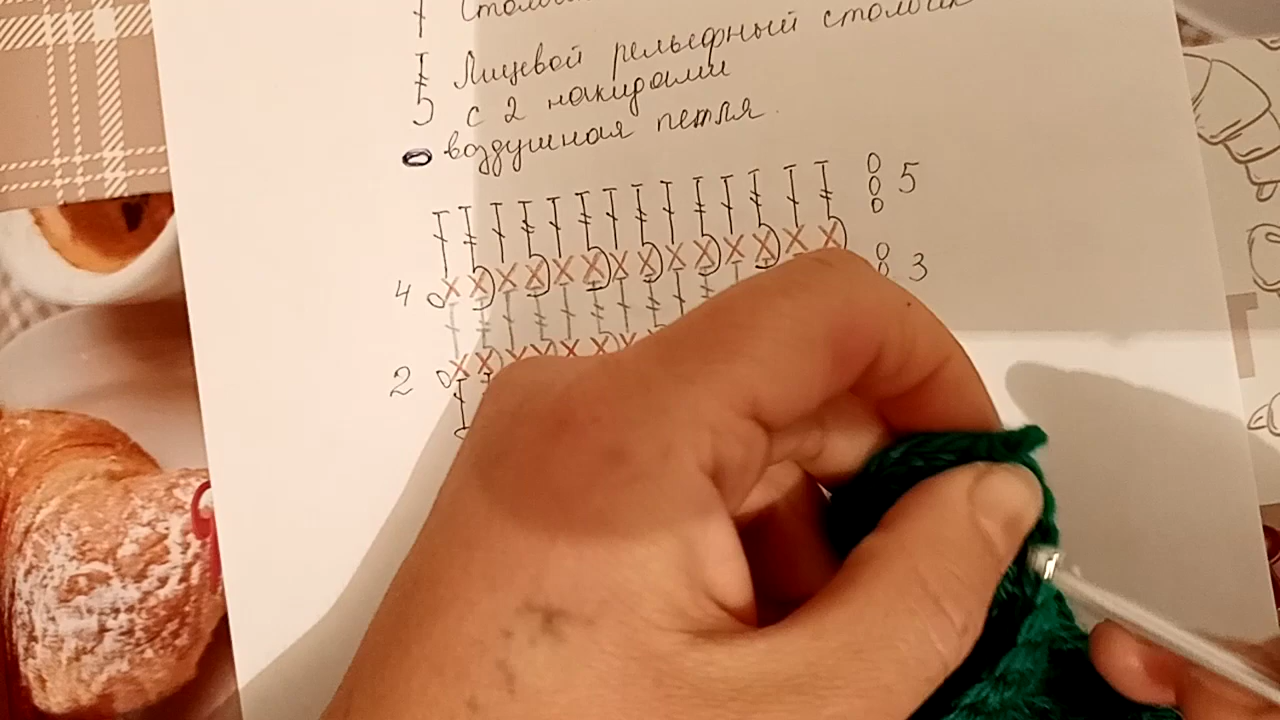 Лицевой рельефный столбик
с 2 накидами
воздушная петля.
5
4
3
2